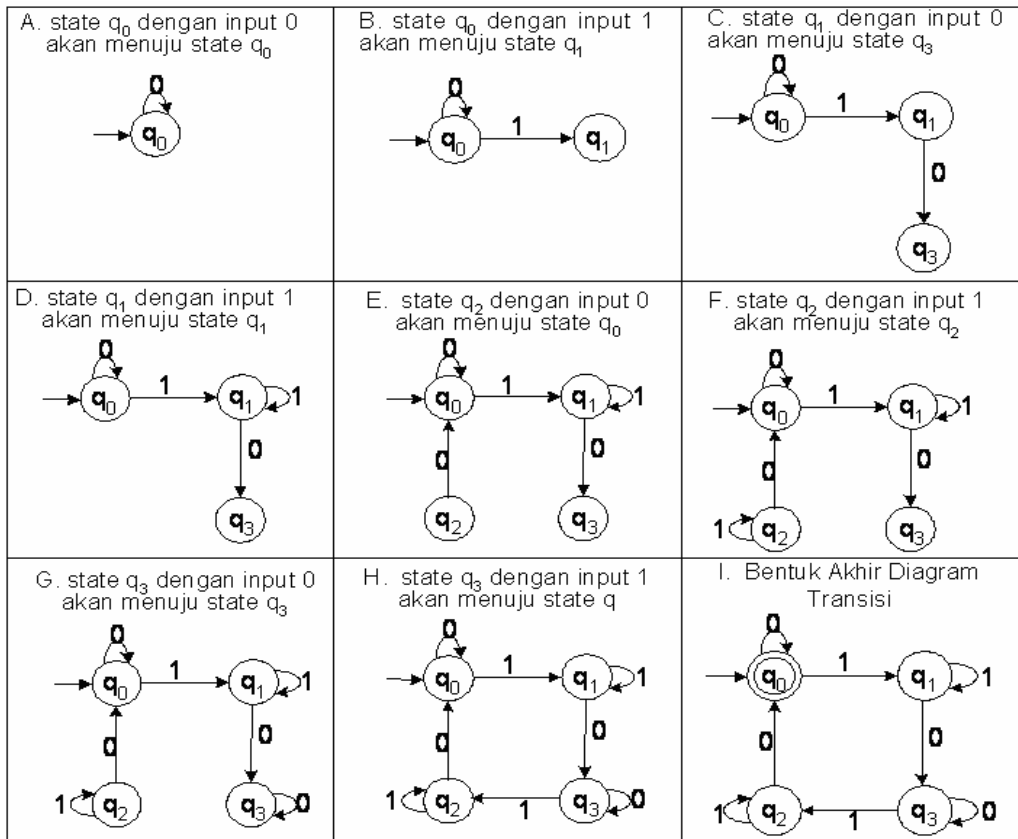 A. state q₀ dengan input 0
akan menuju state q₀
0
q₀
B. state q₀ dengan input 1
akan menuju state q₁
0
q₀
1
q₁
C. state q₁ dengan input 0
akan menuju state q₃
0
q₀
1
q₁
0
q₃
D. state q₁ dengan input 1
akan menuju state q₁
0
q₀
1
q₁
1
0
q₃
E. state q₂ dengan input 0
akan menuju state q₀
0
q₀
1
q₁
1
0
0
q₂
q₃
F. state q₂ dengan input 1
akan menuju state q₂
0
q₀
1
q₁
1
0
0
1
q₂
q₃
G. state q₃ dengan input 0
akan menuju state q₃
0
q₀
1
q₁
1
0
0
1
q₂
q₃
0
H. state q₃ dengan input 1
akan menuju state q
0
q₀
1
q₁
1
0
0
1
q₂
1
q₃
0
I. Bentuk Akhir Diagram
Transisi
0
q₀
1
q₁
1
0
0
1
q₂
1
q₃
0